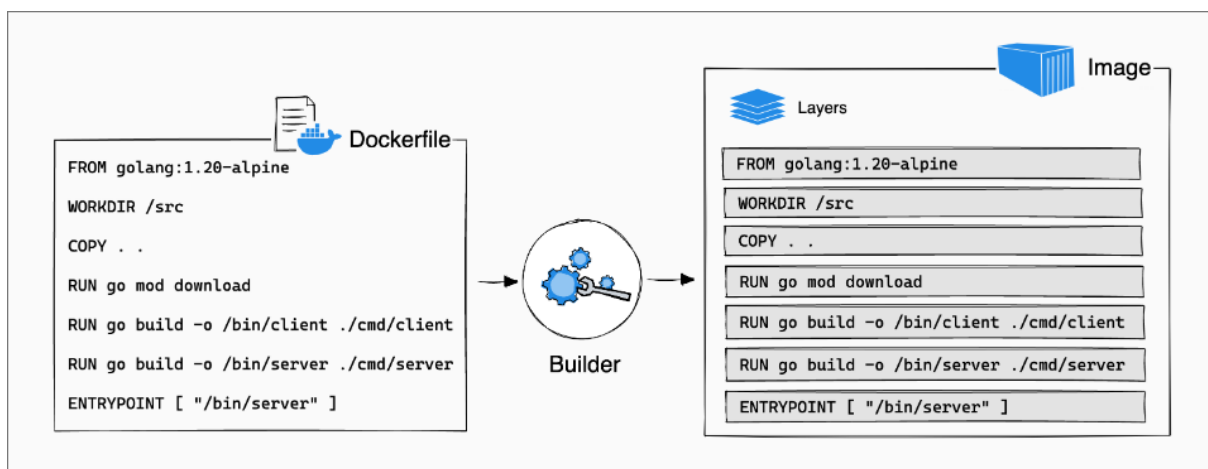 Dockerfile
FROM golang:1.20-alpine
WORKDIR /src
COPY . .
RUN go mod download
RUN go build -o /bin/client ./cmd/client
RUN go build -o /bin/server ./cmd/server
ENTRYPOINT [ "/bin/server" ]
Builder
Image
Layers
FROM golang:1.20-alpine
WORKDIR /src
COPY . .
RUN go mod download
RUN go build -o /bin/client ./cmd/client
RUN go build -o /bin/server ./cmd/server
ENTRYPOINT [ "/bin/server" ]